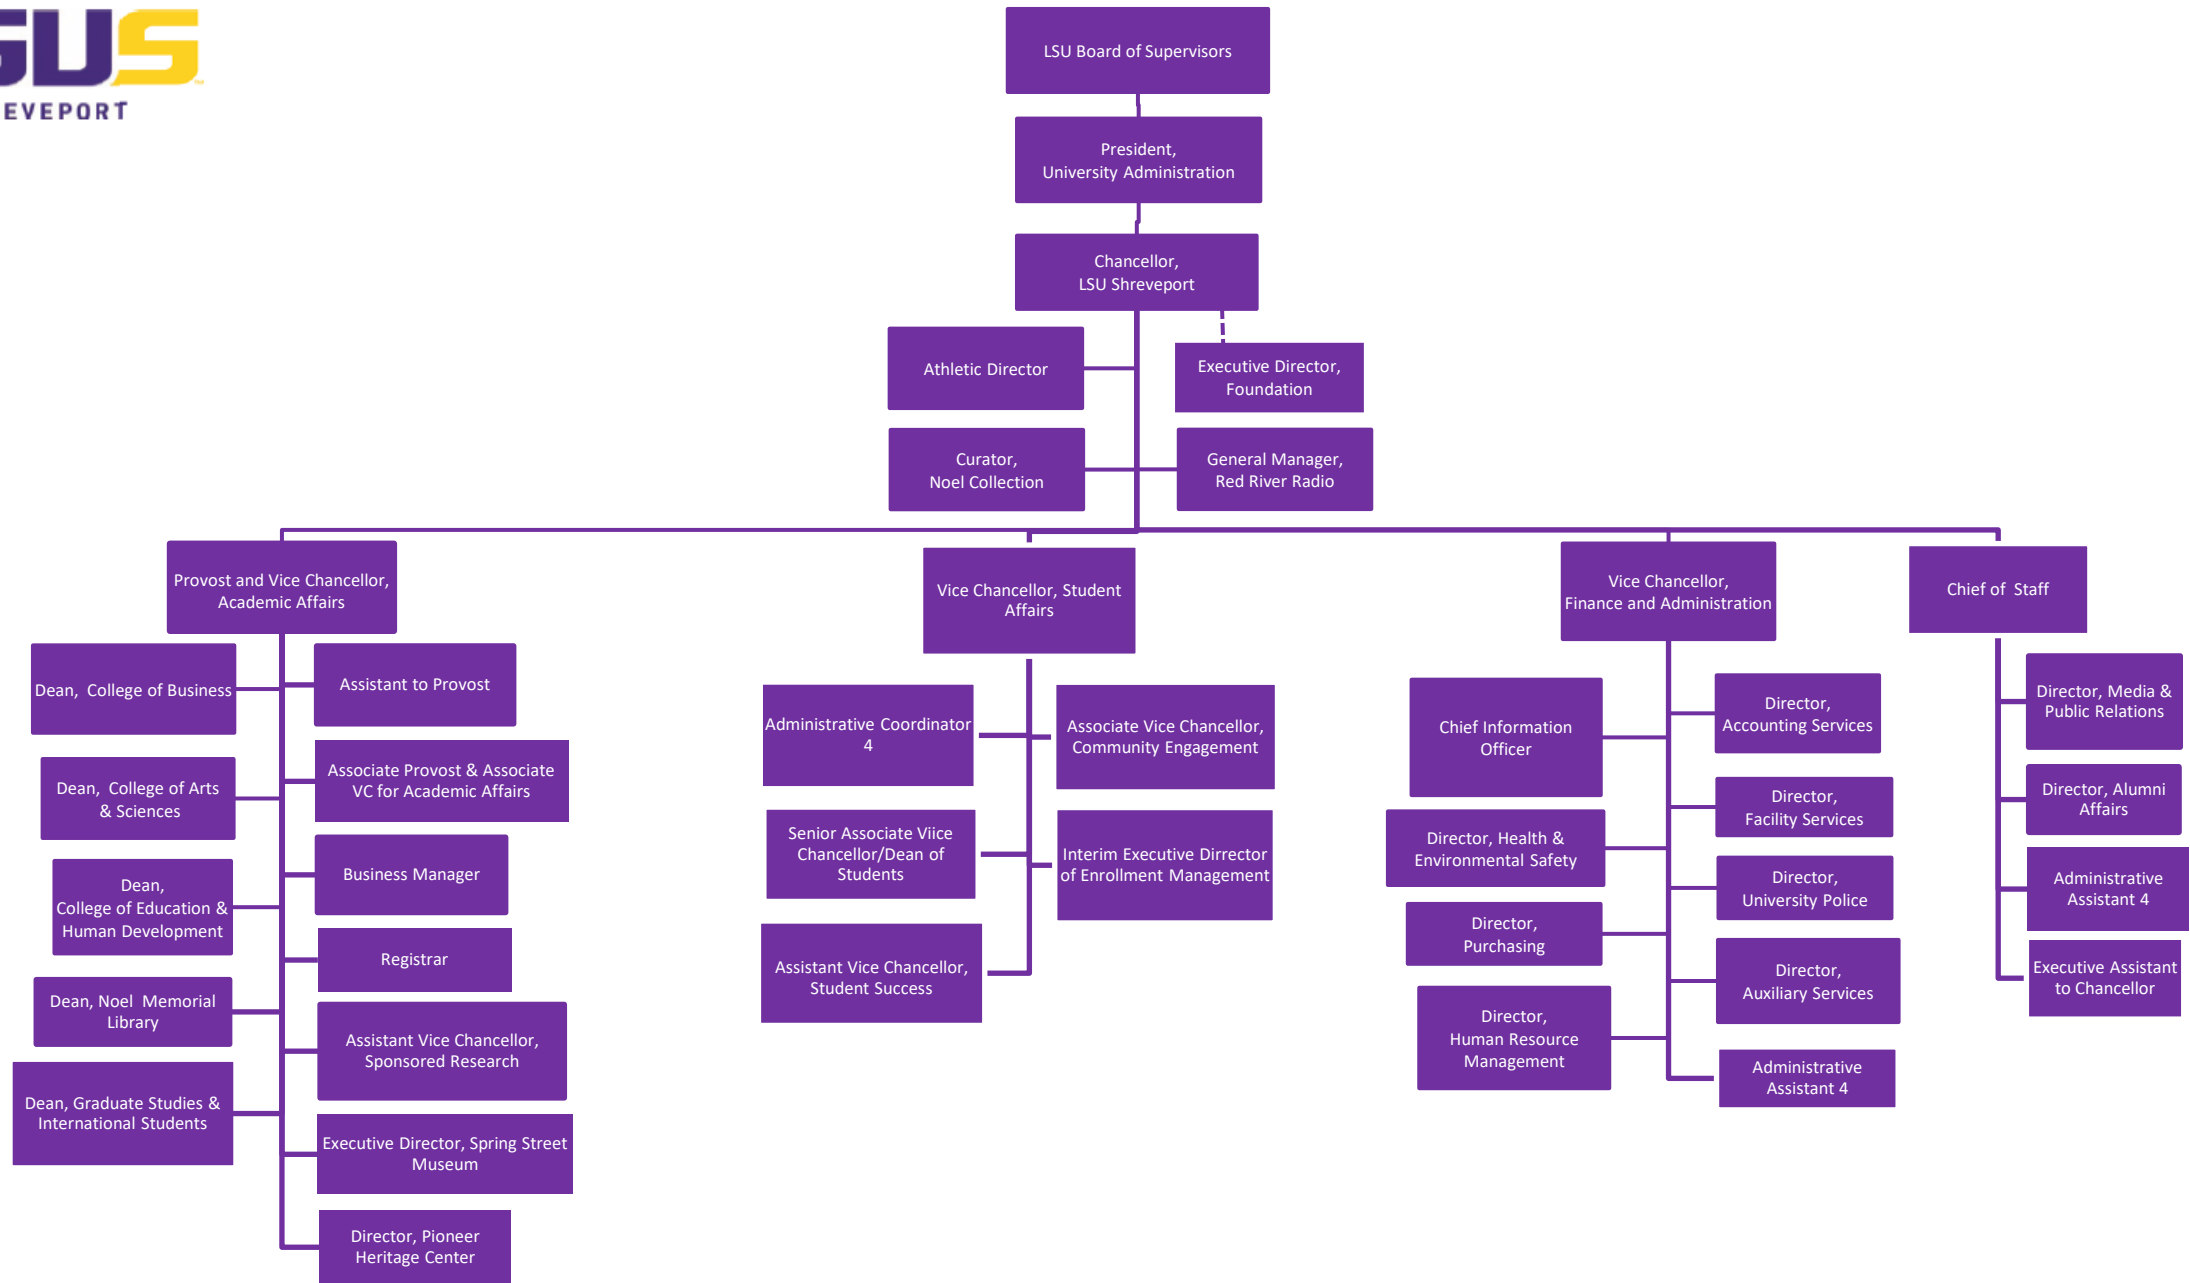 GUS
EVEPORT
LSU Board of Supervisors
President,
University Administration
Chancellor,
LSU Shreveport
Athletic Director
Executive Director,
Foundation
Curator,
Noel Collection
General Manager,
Red River Radio
Provost and Vice Chancellor,
Academic Affairs
Dean, College of Business
Assistant to Provost
Dean, College of Arts
& Sciences
Associate Provost & Associate
VC for Academic Affairs
Dean,
College of Education &
Human Development
Business Manager
Registrar
Dean, Noel Memorial
Library
Assistant Vice Chancellor,
Sponsored Research
Dean, Graduate Studies &
International Students
Executive Director, Spring Street
Museum
Director, Pioneer
Heritage Center
Vice Chancellor, Student
Affairs
Administrative Coordinator
4
Associate Vice Chancellor,
Community Engagement
Senior Associate Viice
Chancellor/Dean of
Students
Interim Executive Dirrector
of Enrollment Management
Assistant Vice Chancellor,
Student Success
Vice Chancellor,
Finance and Administration
Chief Information
Officer
Director,
Accounting Services
Director, Health &
Environmental Safety
Director,
Facility Services
Director,
Purchasing
Director,
University Police
Director,
Human Resource
Management
Director,
Auxiliary Services
Administrative
Assistant 4
Chief of Staff
Director, Media &
Public Relations
Director, Alumni
Affairs
Administrative
Assistant 4
Executive Assistant
to Chancellor